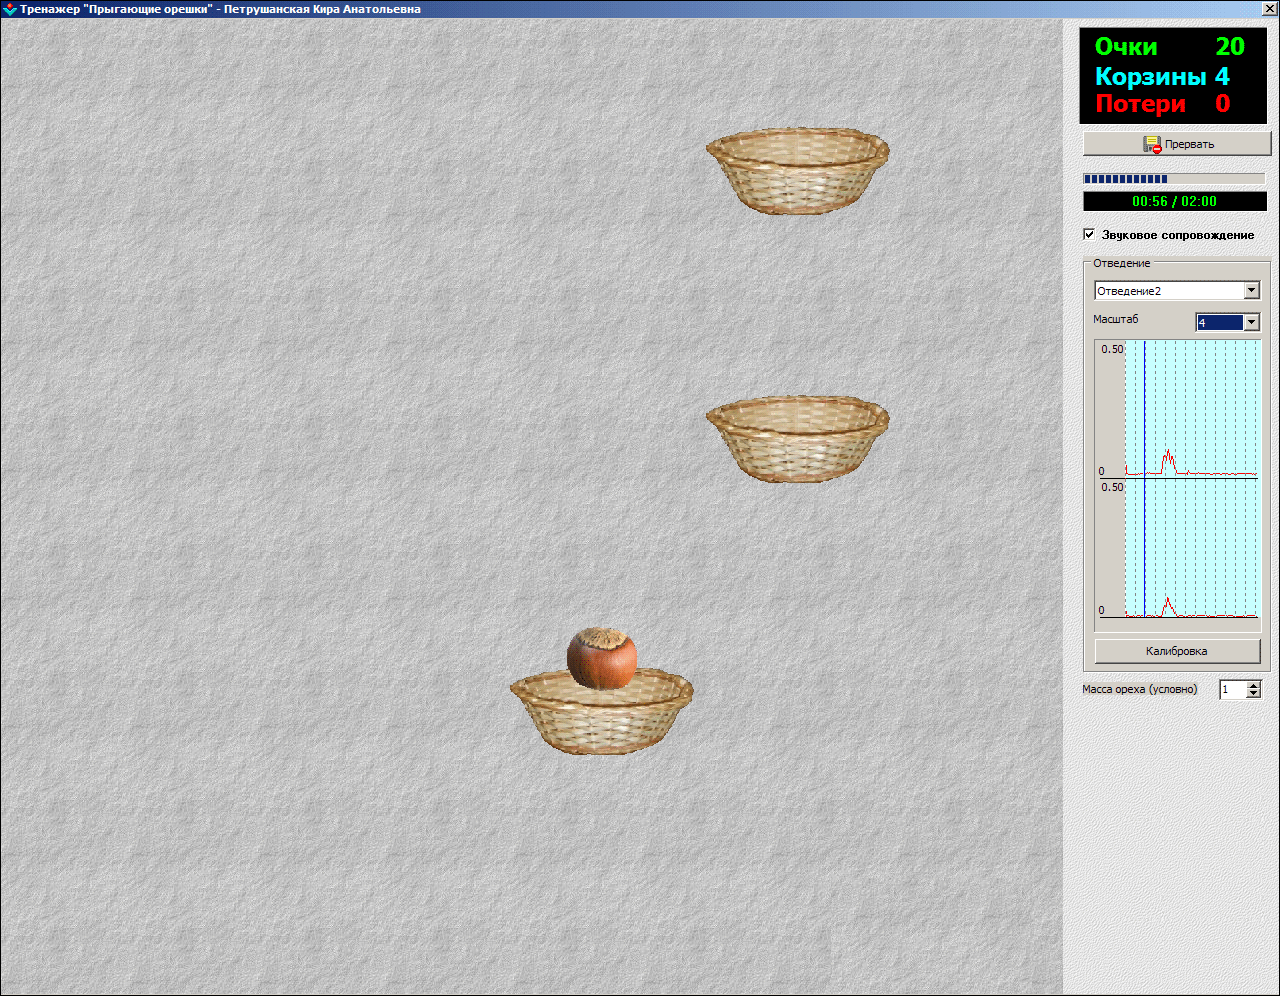 Тренажер "Прыгающие орешки" - Петрушанская Кира Анатольевна
Очки 20
Корзины 4
Потери 0
Прервать
00:56 / 02:00
Звуковое сопровождение
Отведение
Отведение2
Масштаб 4
0.50
0
0.50
0
Калибровка
Масса ореха (условно) 1